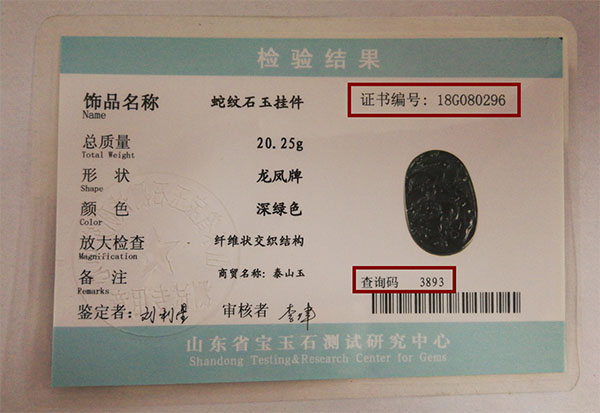 检验结果
饰品名称 蛇纹石玉挂件 证书编号: 18G080296
Name
总质量 20.25g
Total Weight
形 状 龙凤牌
Shape
颜 色 深绿色
Color
放大检查 纤维状交织结构
Magnification
备 注 商贸名称: 泰山玉 查询码 3893
Remarks
鉴定者: 审核者
山东省宝玉石测试研究中心
Shandong Testing&Research Center for Gems